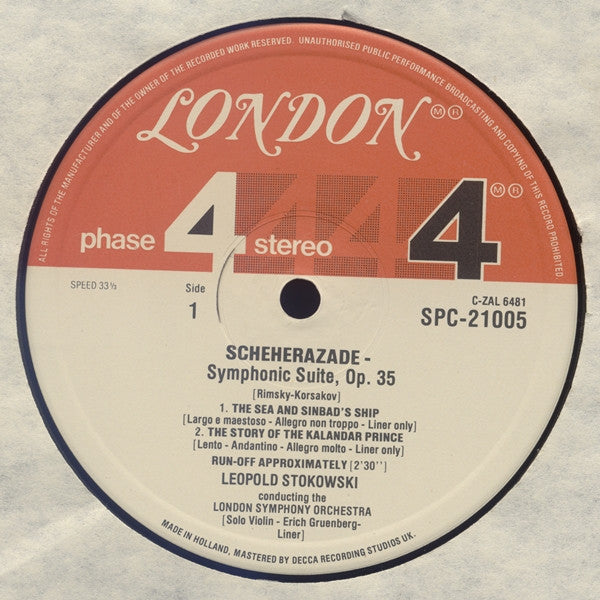 ALL RIGHTS OF THE MANUFACTURER AND OF THE OWNER OF THE RECORDED WORK RESERVED. UNAUTHORISED PUBLIC PERFORMANCE BROADCASTING AND COPYING OF THIS RECORD PROHIBITED.
LONDON MR
phase 4 stereo 4 4 4 MR
SPEED 33⅓
Side
1
C-ZAL 6481
SPC-21005
SCHEHERAZADE -
Symphonic Suite, Op. 35
[Rimsky-Korsakov]
1. THE SEA AND SINBAD'S SHIP
[Largo e maestoso - Allegro non troppo - Liner only]
2. THE STORY OF THE KALANDAR PRINCE
[Lento - Andantino - Allegro molto - Liner only]
RUN-OFF APPROXIMATELY [2'30'']
LEOPOLD STOKOWSKI
conducting the
LONDON SYMPHONY ORCHESTRA
[Solo Violin - Erich Gruenberg-
Liner]
MADE IN HOLLAND, MASTERED BY DECCA RECORDING STUDIOS UK.